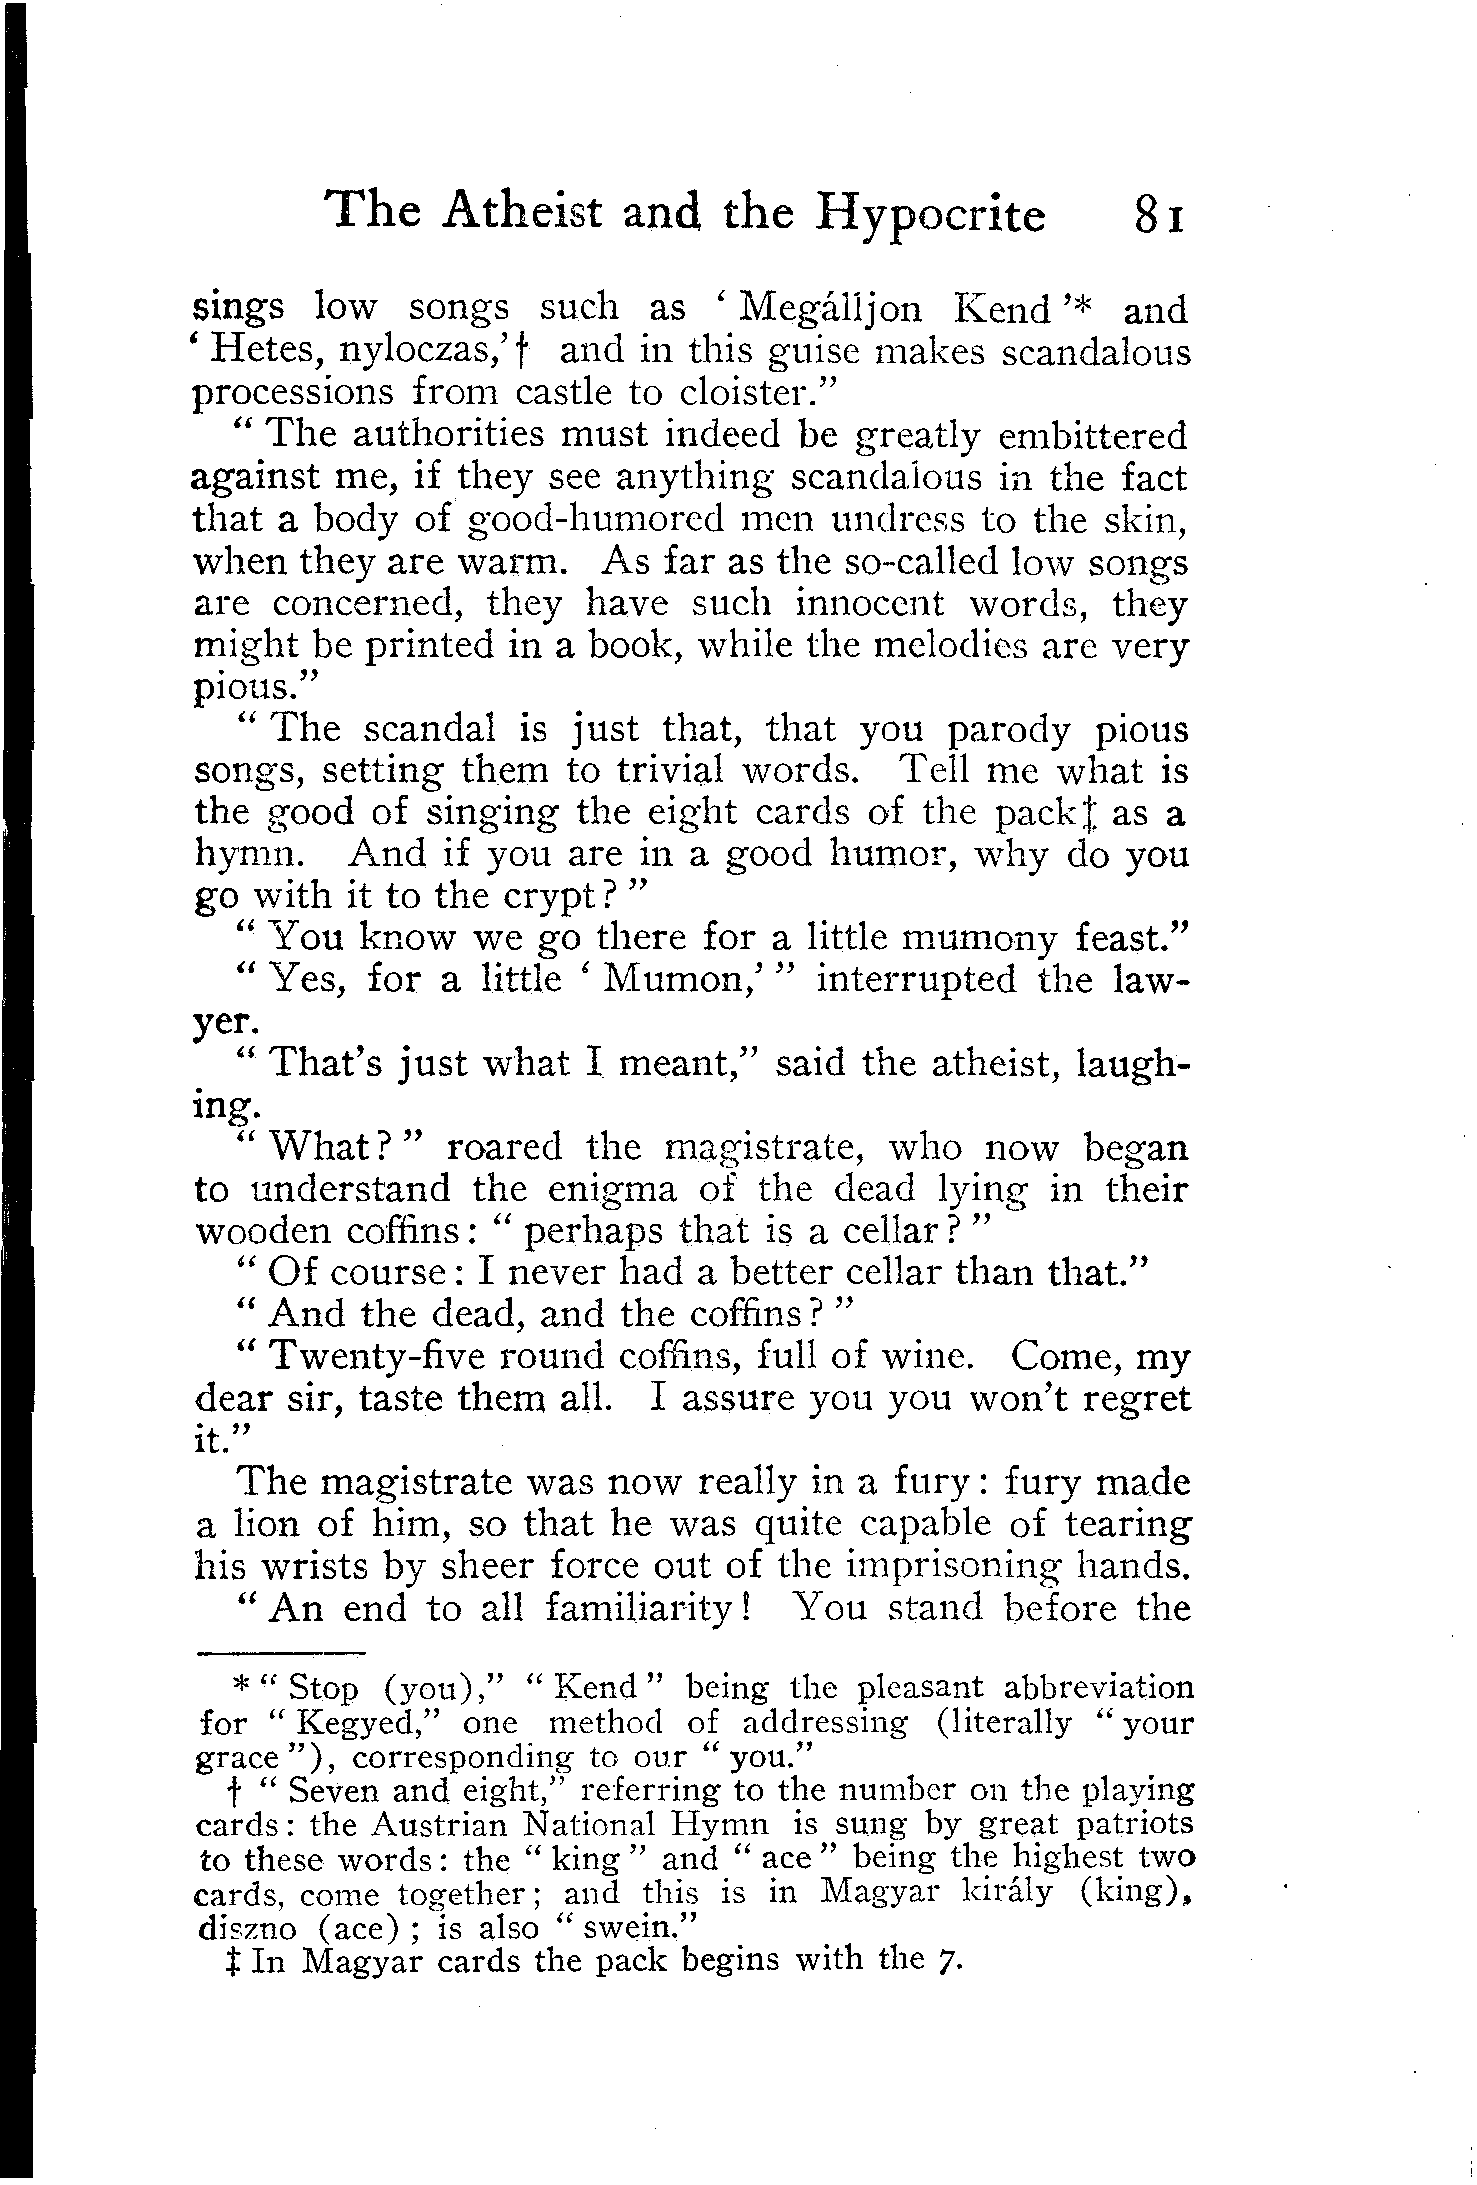 The Atheist and the Hypocrite 81
sings low songs such as ‘ Megálljon Kend ’* and
‘ Hetes, nyloczas,’† and in this guise makes scandalous
processions from castle to cloister.”
“ The authorities must indeed be greatly embittered
against me, if they see anything scandalous in the fact
that a body of good-humored men undress to the skin,
when they are warm. As far as the so-called low songs
are concerned, they have such innocent words, they
might be printed in a book, while the melodies are very
pious.”
“ The scandal is just that, that you parody pious
songs, setting them to trivial words. Tell me what is
the good of singing the eight cards of the pack‡ as a
hymn. And if you are in a good humor, why do you
go with it to the crypt? ”
“ You know we go there for a little mumony feast.”
“ Yes, for a little ‘ Mumon,’ ” interrupted the law-
yer.
“ That’s just what I meant,” said the atheist, laugh-
ing.
“ What? ” roared the magistrate, who now began
to understand the enigma of the dead lying in their
wooden coffins: “ perhaps that is a cellar? ”
“ Of course: I never had a better cellar than that.”
“ And the dead, and the coffins? ”
“ Twenty-five round coffins, full of wine. Come, my
dear sir, taste them all. I assure you you won’t regret
it.”
The magistrate was now really in a fury: fury made
a lion of him, so that he was quite capable of tearing
his wrists by sheer force out of the imprisoning hands.
“ An end to all familiarity! You stand before the
* “ Stop (you),” “ Kend ” being the pleasant abbreviation
for “ Kegyed,” one method of addressing (literally “ your
grace ”), corresponding to our “ you.”
† “ Seven and eight,” referring to the number on the playing
cards: the Austrian National Hymn is sung by great patriots
to these words: the “ king ” and “ ace ” being the highest two
cards, come together; and this is in Magyar király (king),
diszno (ace) ; is also “ swein.”
‡ In Magyar cards the pack begins with the 7.